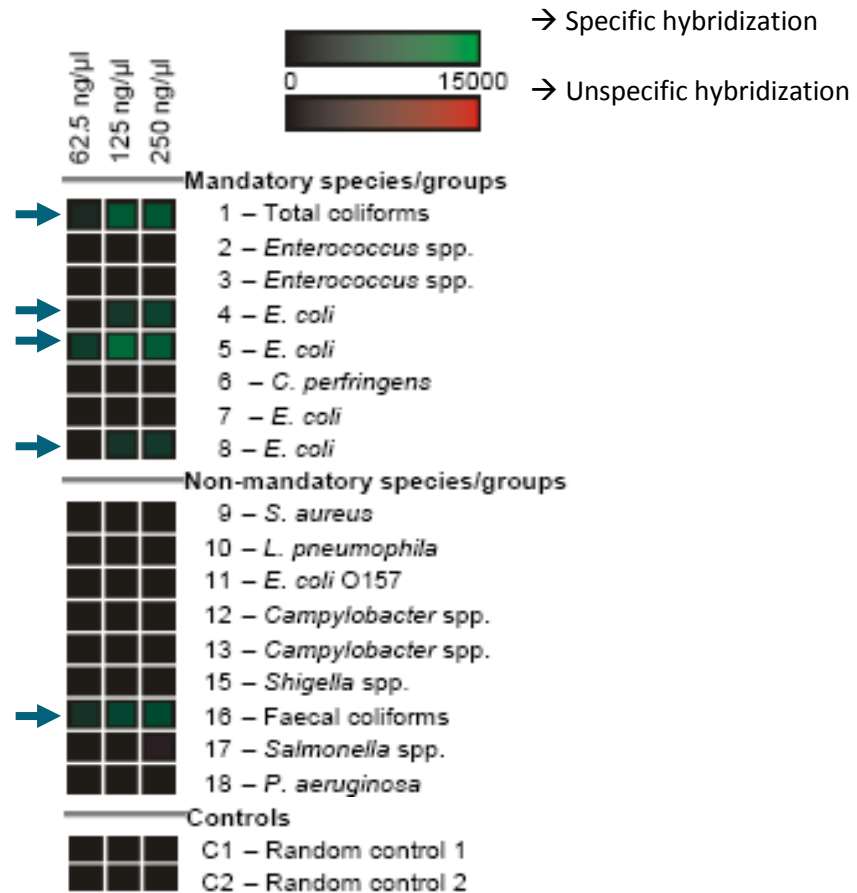 → Specific hybridization
0 15000
→ Unspecific hybridization
62.5 ng/µl
125 ng/µl
250 ng/µl
Mandatory species/groups
1 – Total coliforms
2 – Enterococcus spp.
3 – Enterococcus spp.
4 – E. coli
5 – E. coli
6 – C. perfringens
7 – E. coli
8 – E. coli
Non-mandatory species/groups
9 – S. aureus
10 – L. pneumophila
11 – E. coli O157
12 – Campylobacter spp.
13 – Campylobacter spp.
15 – Shigella spp.
16 – Faecal coliforms
17 – Salmonella spp.
18 – P. aeruginosa
Controls
C1 – Random control 1
C2 – Random control 2